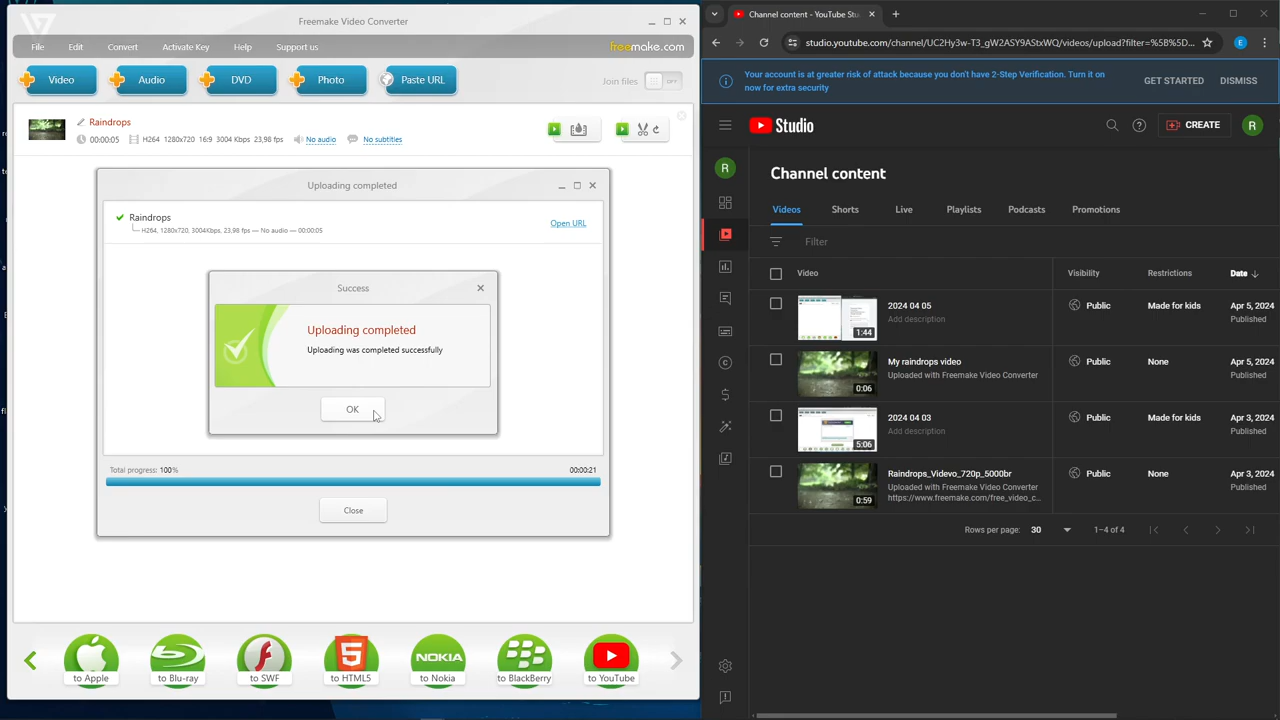 Freemake Video Converter
File Edit Convert Activate Key Help Support us
freemake.com
Video Audio DVD Photo Paste URL Join files OFF
Raindrops
00:00:05 H264 1280x720 16:9 3004 Kbps 23,98 fps No audio No subtitles
Uploading completed
Raindrops
H264, 1280x720, 3004Kbps, 23,98 fps — No audio — 00:00:05
Open URL
Success
Uploading completed
Uploading was completed successfully
OK
Total progress: 100% 00:00:21
Close
to Apple to Blu-ray to SWF to HTML5 to Nokia to BlackBerry to YouTube
NOKIA
Channel content - YouTube Stu
studio.youtube.com/channel/UC2Hy3w-T3_gW2ASY9AStxWQ/videos/upload?filter=%5B%5D...
E
Your account is at greater risk of attack because you don't have 2-Step Verification. Turn it on
now for extra security
GET STARTED DISMISS
Studio
CREATE
R
R
Channel content
Videos Shorts Live Playlists Podcasts Promotions
Filter
Video Visibility Restrictions Date
2024 04 05 Public Made for kids Apr 5, 2024
Add description Published
1:44
My raindrops video Public None Apr 5, 2024
Uploaded with Freemake Video Converter Published
0:06
2024 04 03 Public Made for kids Apr 3, 2024
Add description Published
5:06
Raindrops_Videvo_720p_5000br Public None Apr 3, 2024
Uploaded with Freemake Video Converter Published
https://www.freemake.com/free_video_c...
0:59
Rows per page: 30 1–4 of 4